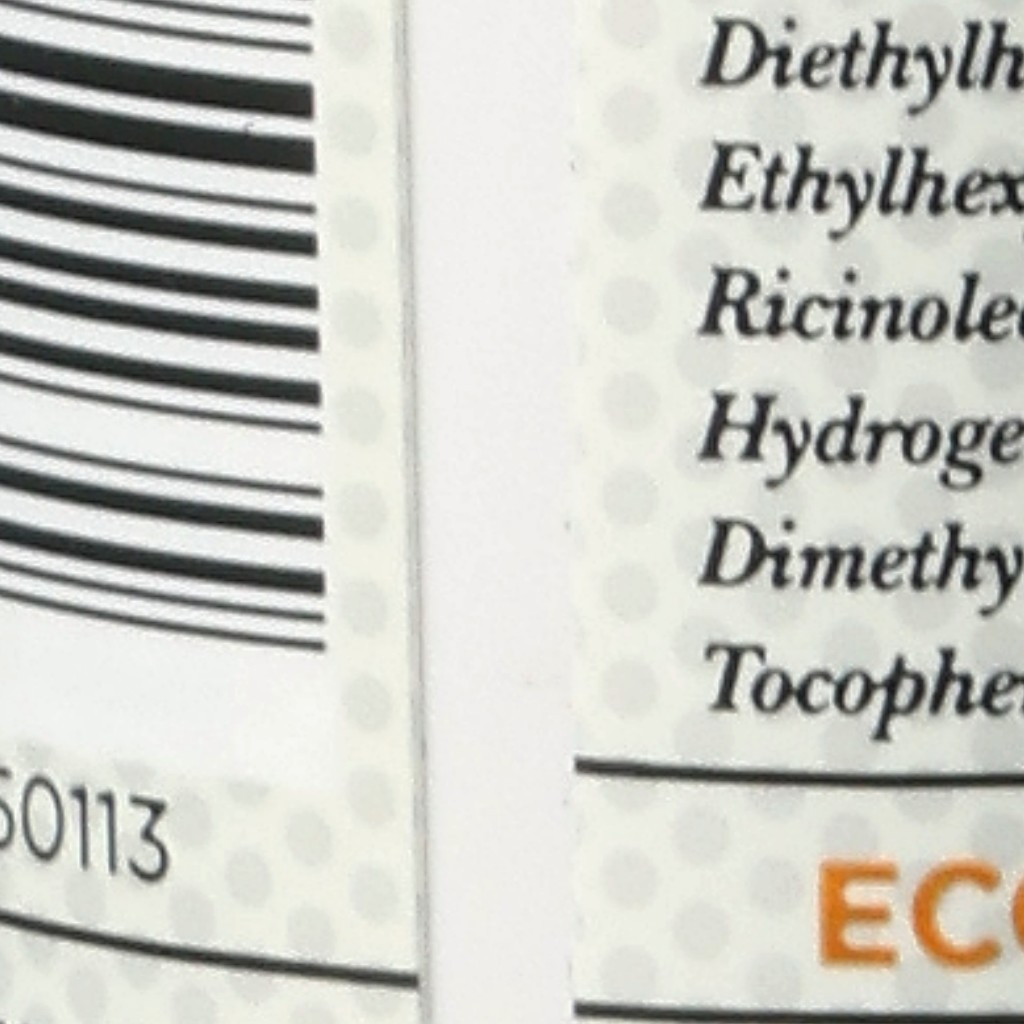 60113
Diethylh
Ethylhex
Ricinole
Hydroge
Dimethy
Tocophe
EC